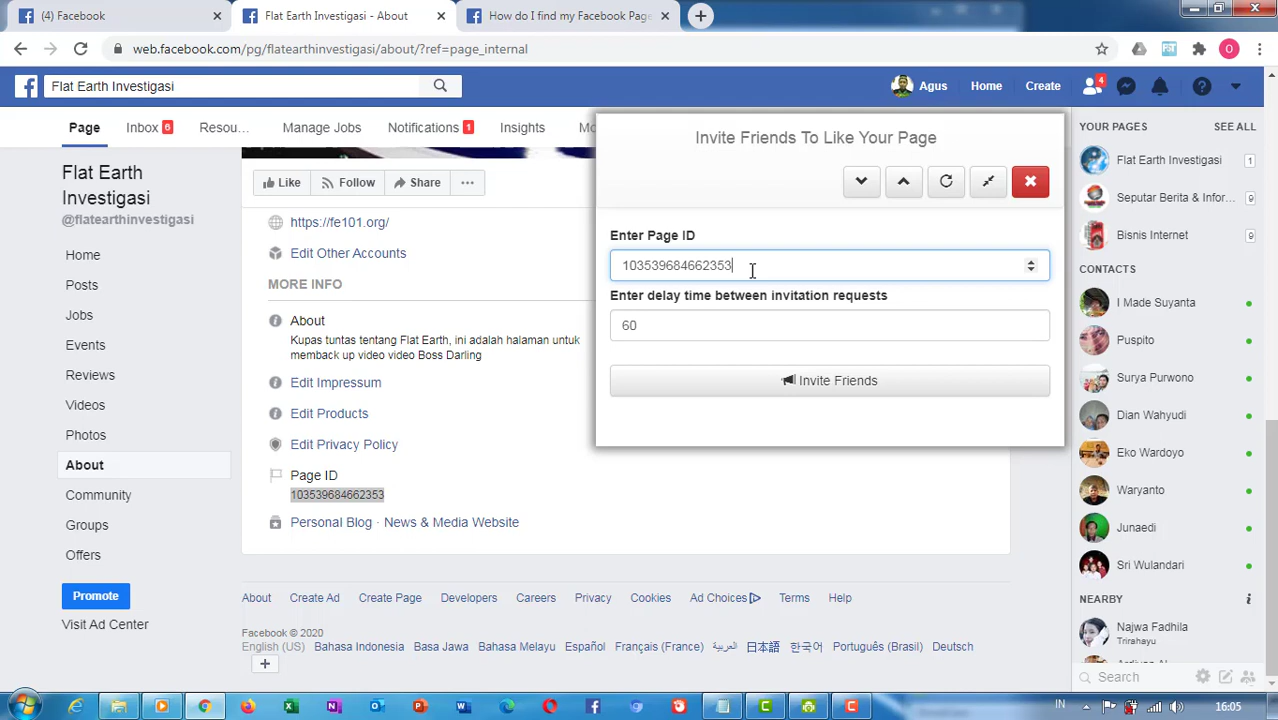 (4) Facebook
Flat Earth Investigasi - About
How do I find my Facebook Page
web.facebook.com/pg/flatearthinvestigasi/about/?ref=page_internal
O
Flat Earth Investigasi
Agus
Home
Create
4
Page
Inbox 6
Resou...
Manage Jobs
Notifications 1
Insights
Flat Earth
Investigasi
@flatearthinvestigasi
Home
Posts
Jobs
Events
Reviews
Videos
Photos
About
Community
Groups
Offers
Promote
Visit Ad Center
Like
Follow
Share
https://fe101.org/
Edit Other Accounts
MORE INFO
About
Kupas tuntas tentang Flat Earth, ini adalah halaman untuk
memback up video video Boss Darling
Edit Impressum
Edit Products
Edit Privacy Policy
Page ID
103539684662353
Personal Blog · News & Media Website
Invite Friends To Like Your Page
Enter Page ID
103539684662353
Enter delay time between invitation requests
60
Invite Friends
YOUR PAGES
SEE ALL
Flat Earth Investigasi 1
Seputar Berita & Infor... 9
Bisnis Internet 9
CONTACTS
I Made Suyanta
Puspito
Surya Purwono
Dian Wahyudi
Eko Wardoyo
Waryanto
Junaedi
Sri Wulandari
NEARBY
Najwa Fadhila
Trirahayu
Search
About Create Ad Create Page Developers Careers Privacy Cookies Ad Choices Terms Help
Facebook © 2020
English (US) Bahasa Indonesia Basa Jawa Bahasa Melayu Español Français (France) العربية 日本語 한국어 Português (Brasil) Deutsch
IN
16:05